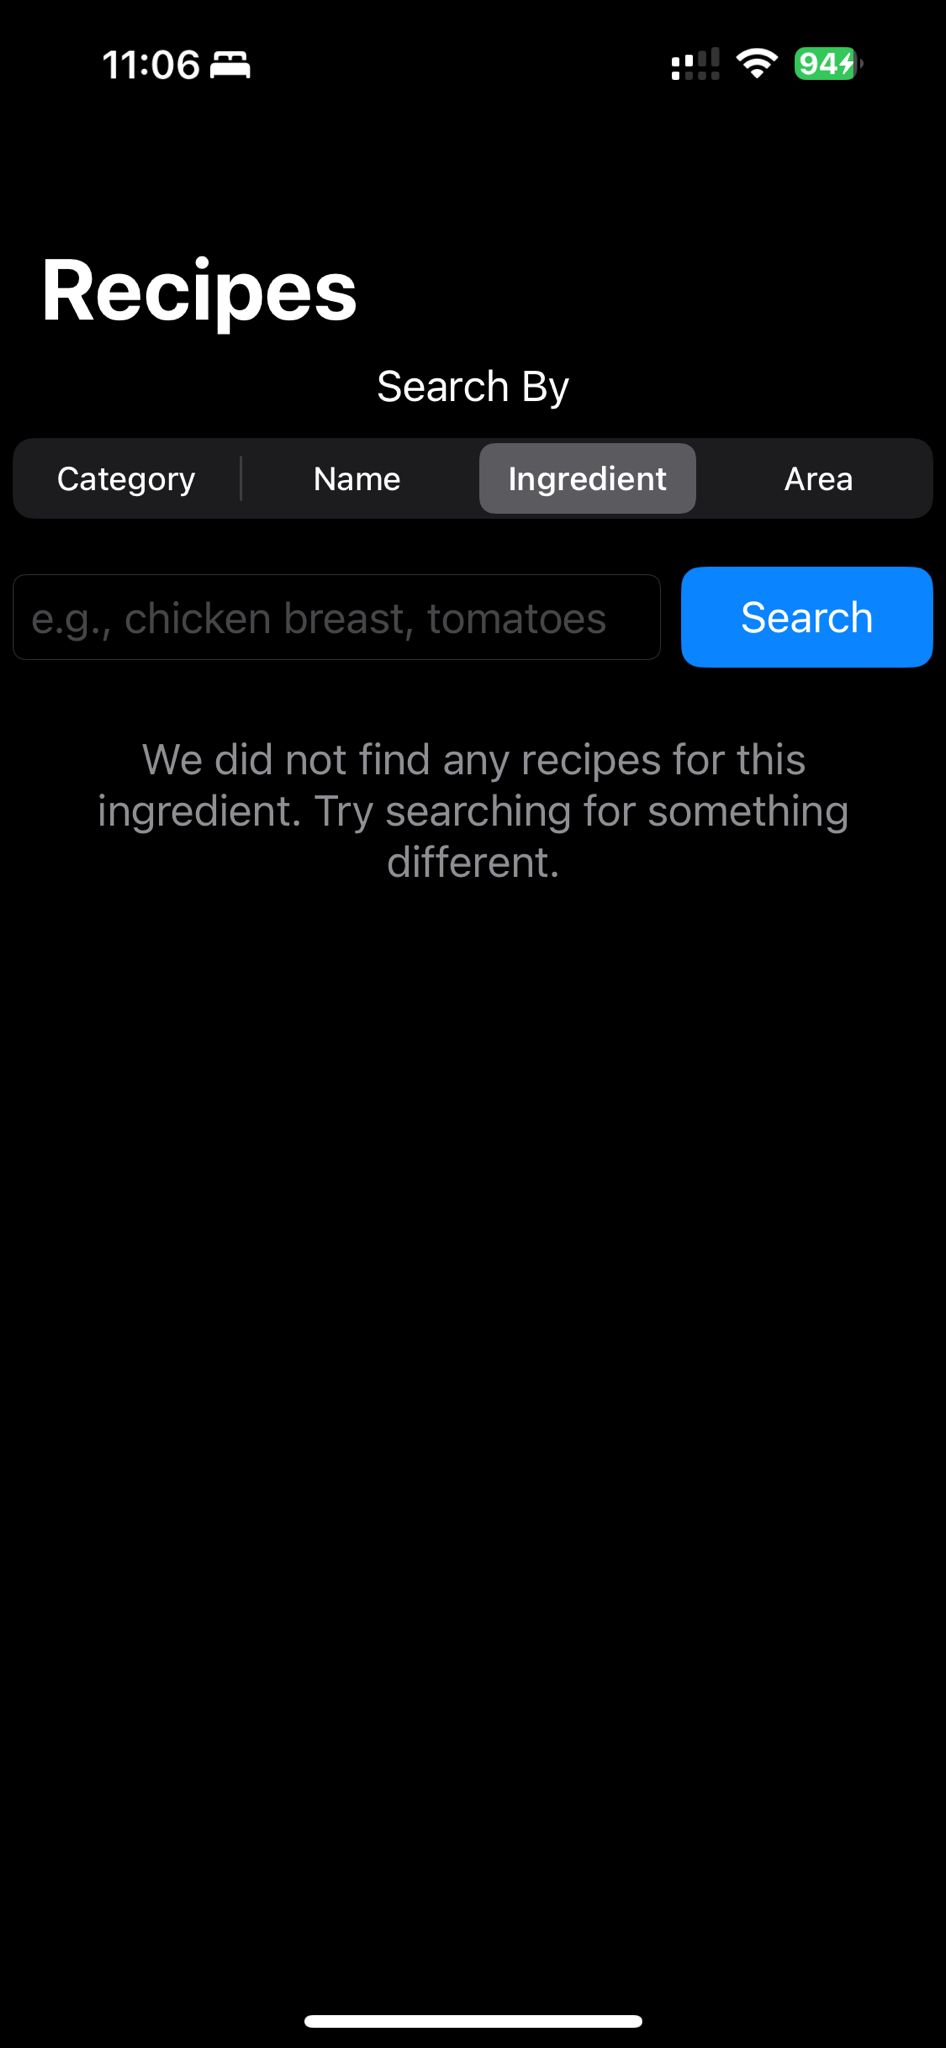 11:06
94
Recipes
Search By
Category
Name
Ingredient
Area
e.g., chicken breast, tomatoes
Search
We did not find any recipes for this
ingredient. Try searching for something
different.